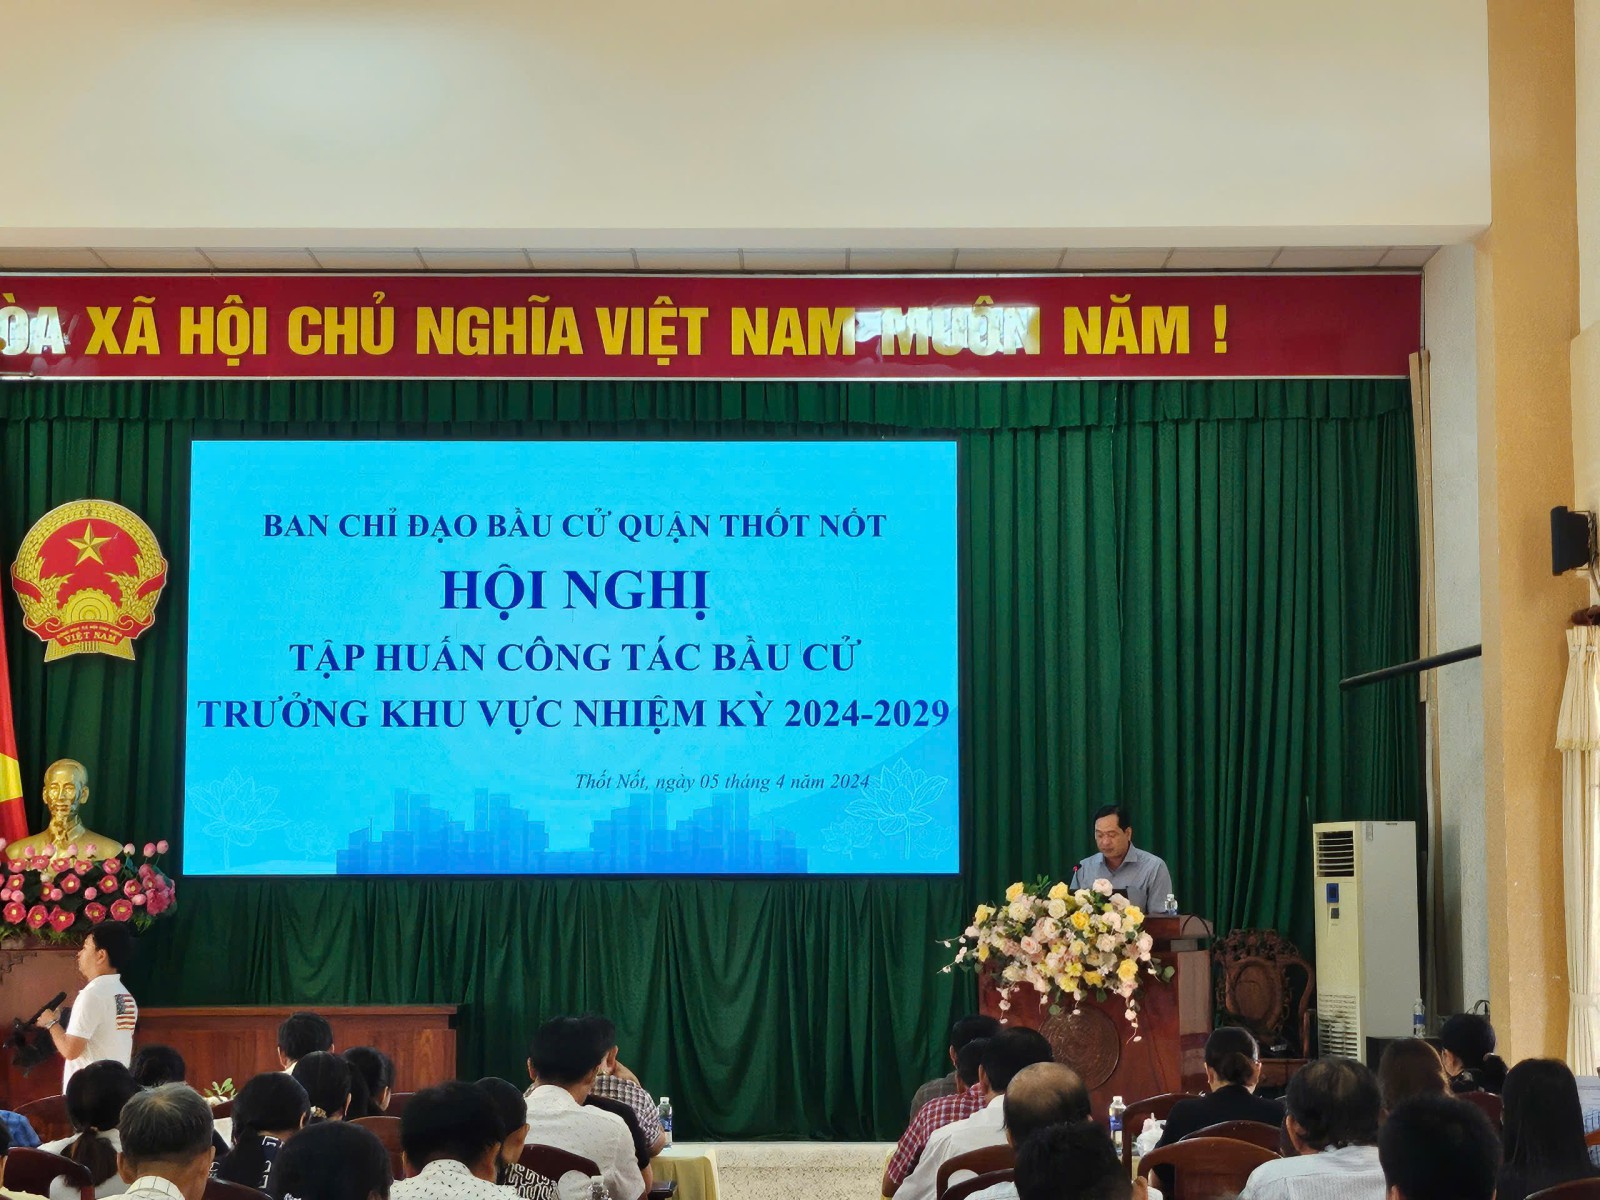 XÃ HỘI CHỦ NGHĨA VIỆT NAM MUÔN NĂM !
BAN CHỈ ĐẠO BẦU CỬ QUẬN THỐT NỐT
HỘI NGHỊ
TẬP HUẤN CÔNG TÁC BẦU CỬ
TRƯỞNG KHU VỰC NHIỆM KỲ 2024-2029
Thốt Nốt, ngày 05 tháng 4 năm 2024
VIỆT NAM